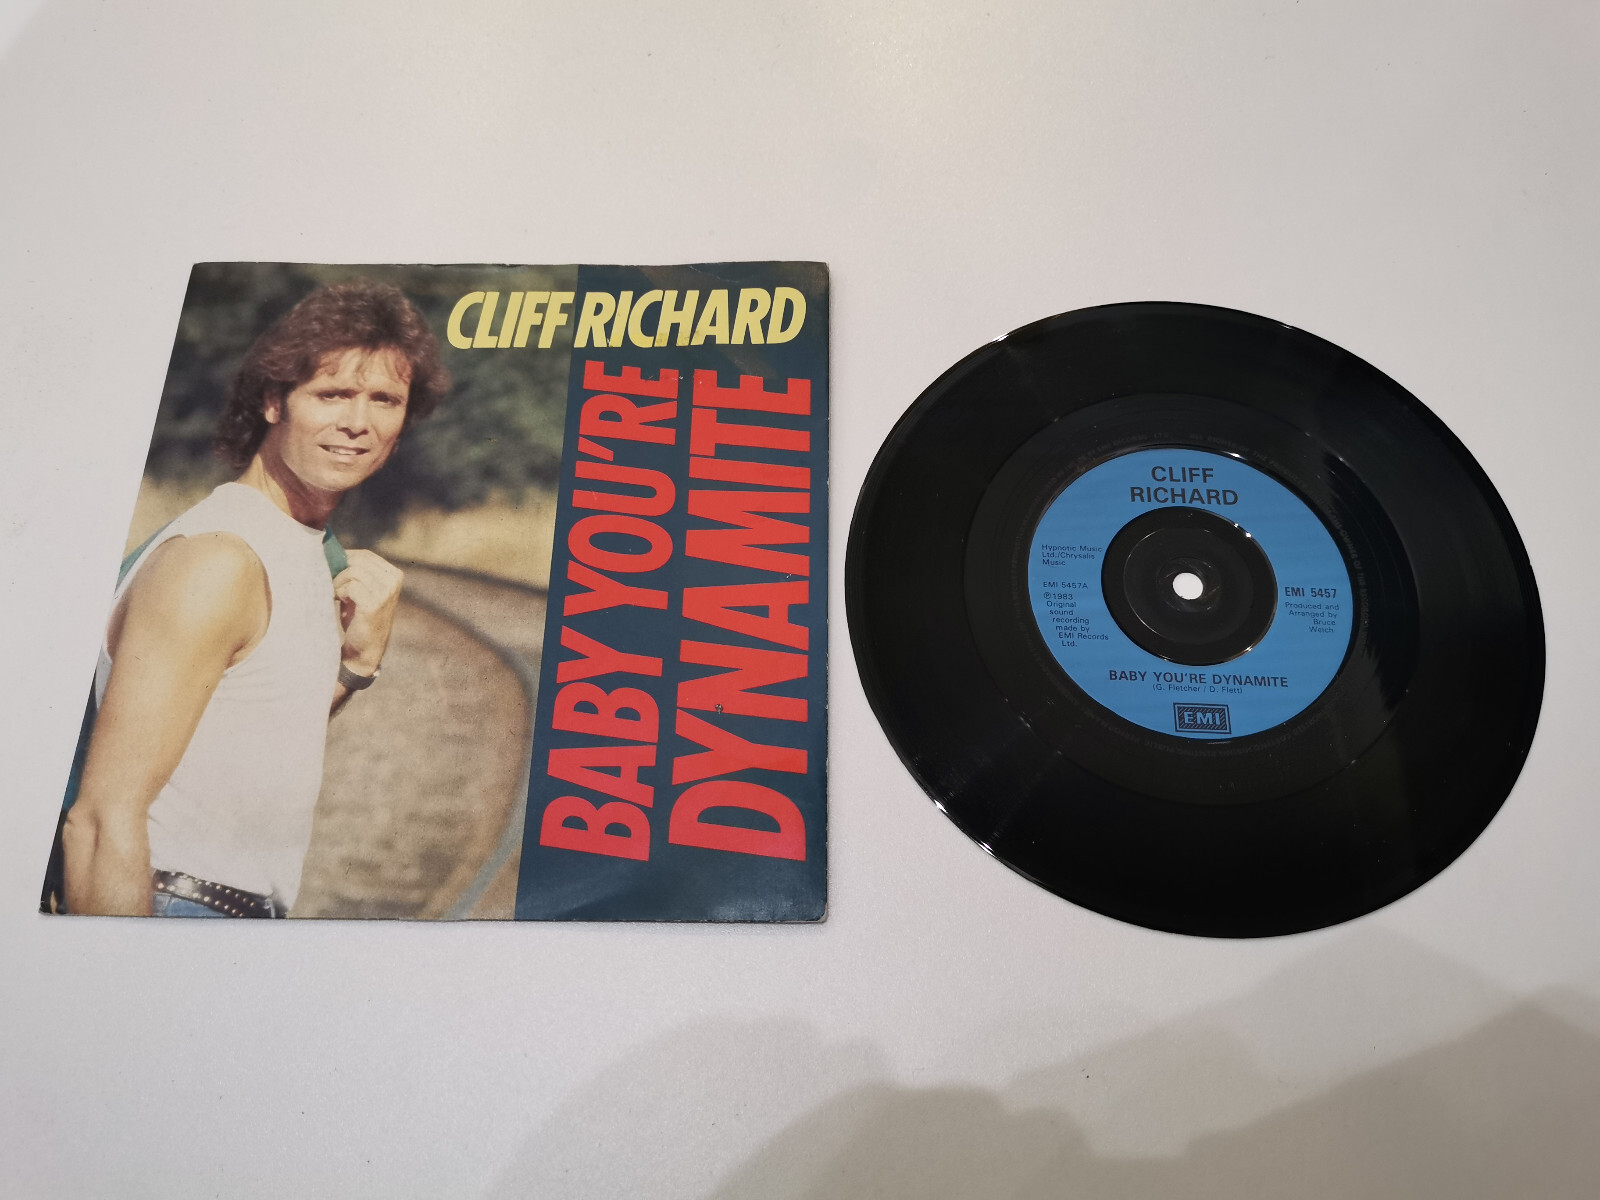 CLIFF RICHARD
BABY YOU'RE
DYNAMITE
CLIFF
RICHARD
Hypnotic Music
Ltd./Chrysalis
Music
EMI 5457A
℗1983
Original
sound
recording
made by
EMI Records
Ltd.
EMI 5457
Produced and
Arranged by
Bruce
Welch
BABY YOU'RE DYNAMITE
(G. Fletcher / D. Flett)
EMI